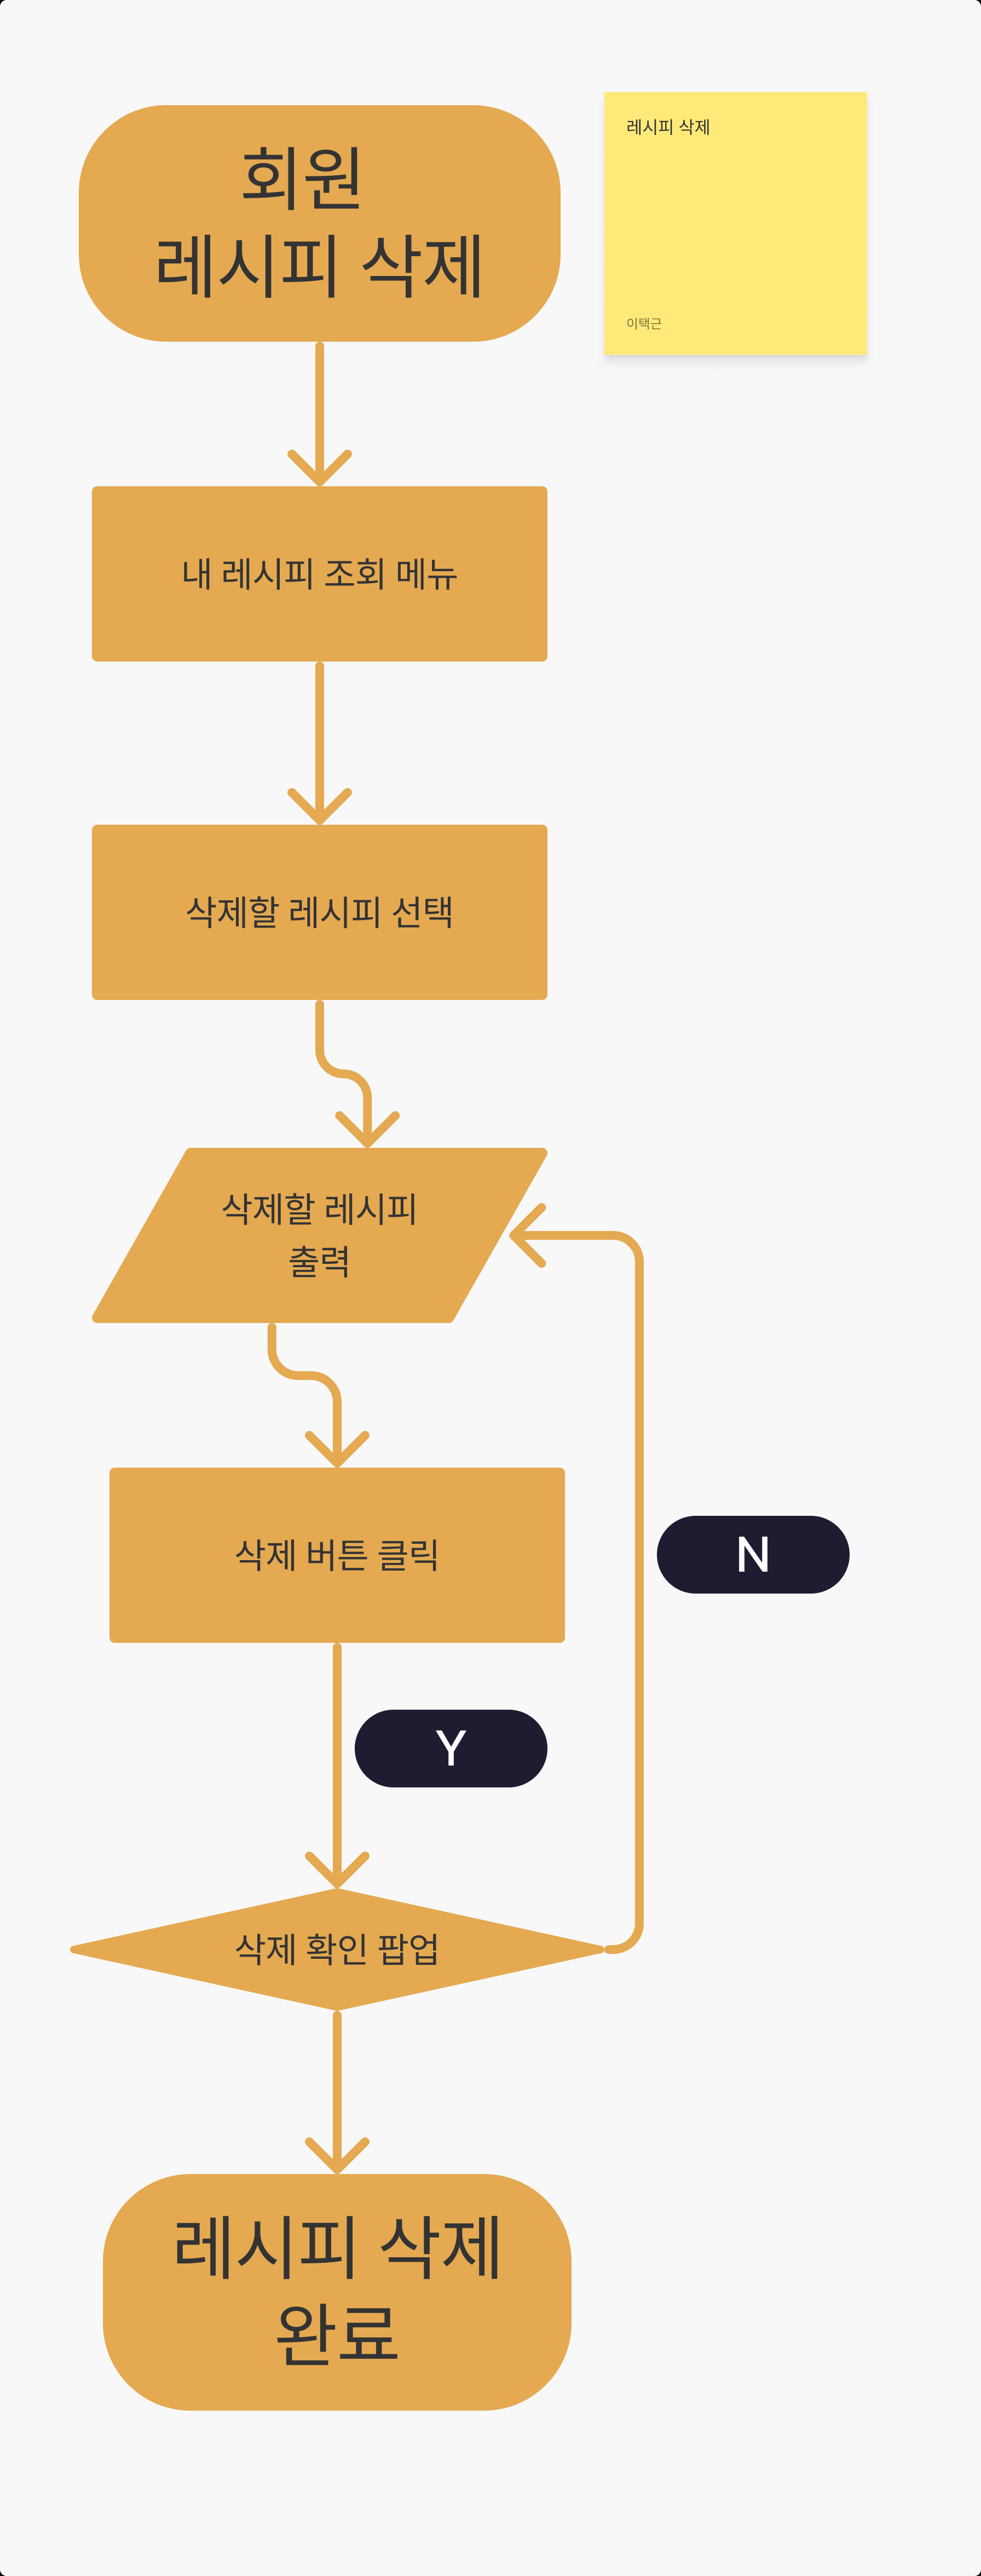 회원
레시피 삭제
레시피 삭제
이택근
내 레시피 조회 메뉴
삭제할 레시피 선택
삭제할 레시피
출력
삭제 버튼 클릭
N
Y
삭제 확인 팝업
레시피 삭제
완료